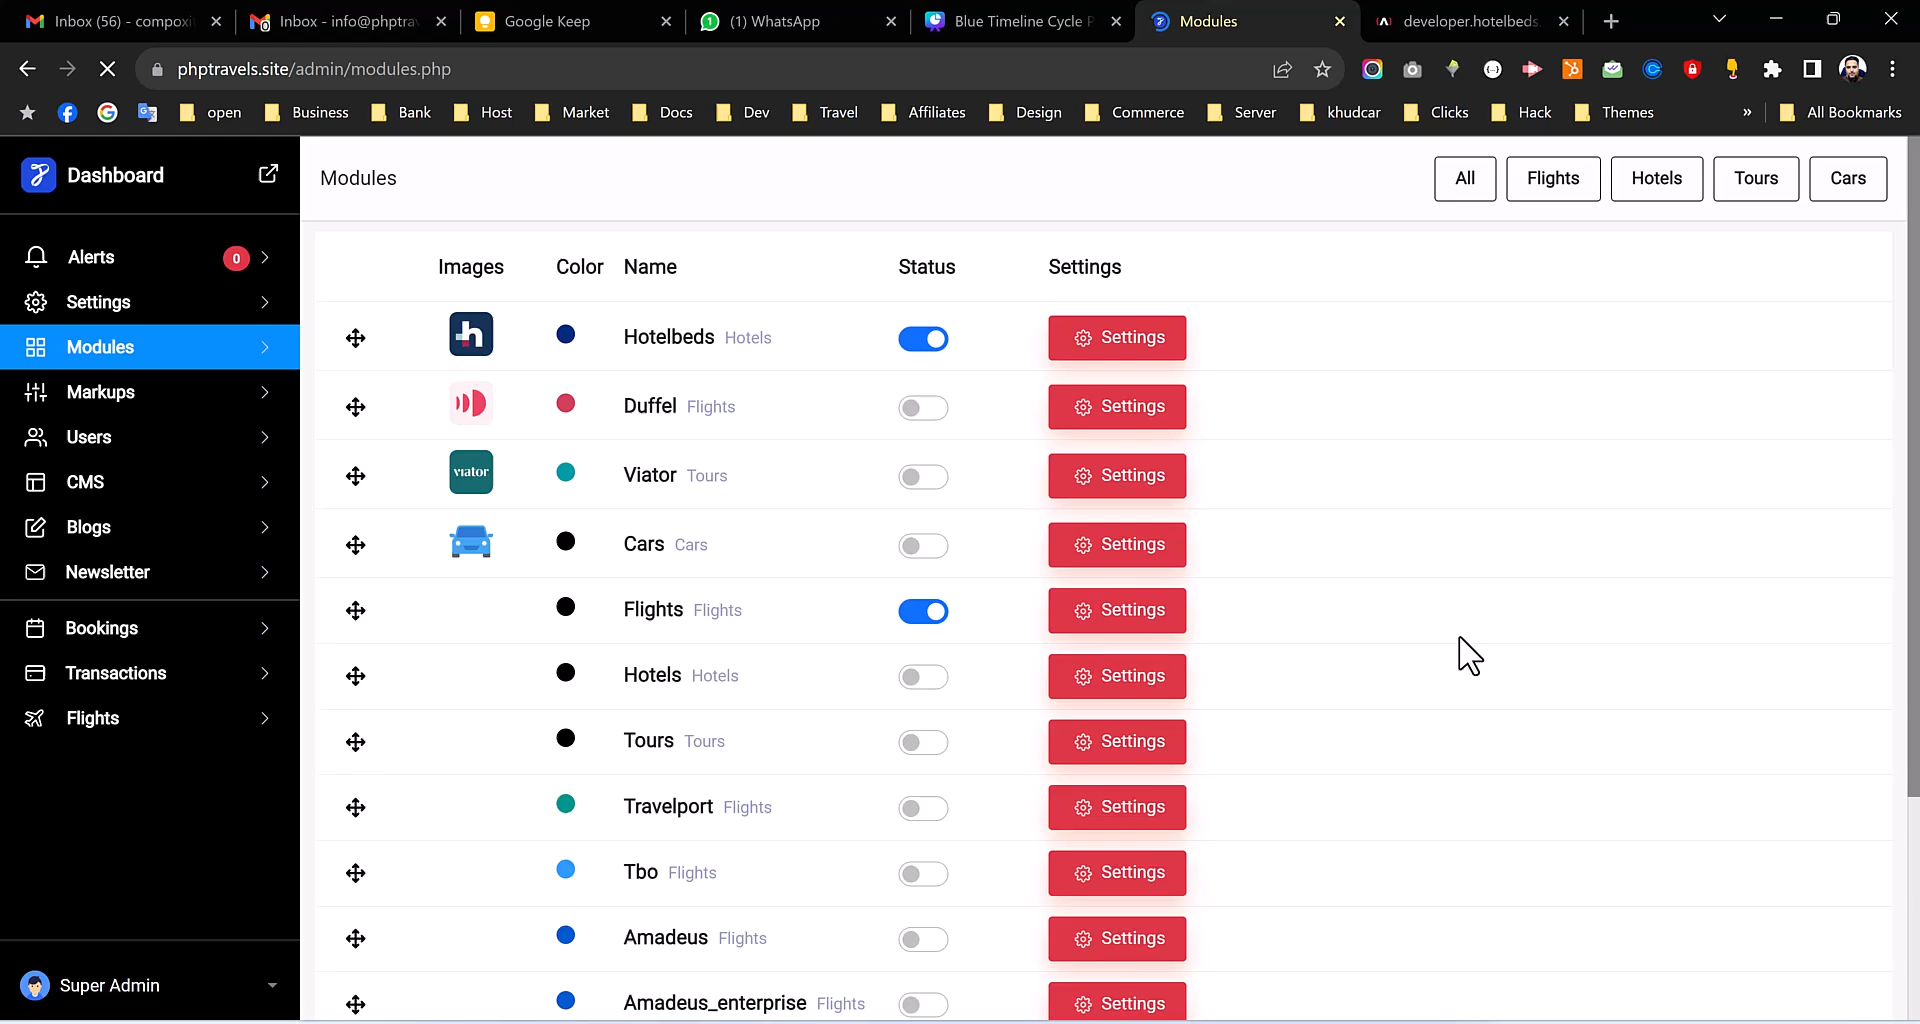 Inbox (56) - compoxi
Inbox - info@phptra
Google Keep
(1) WhatsApp
Blue Timeline Cycle P
Modules
developer.hotelbeds.
phptravels.site/admin/modules.php
open
Business
Bank
Host
Market
Docs
Dev
Travel
Affiliates
Design
Commerce
Server
khudcar
Clicks
Hack
Themes
»
All Bookmarks
Dashboard
Alerts 0
Settings
Modules
Markups
Users
CMS
Blogs
Newsletter
Bookings
Transactions
Flights
Super Admin
Modules
All
Flights
Hotels
Tours
Cars
Images Color Name Status Settings
Hotelbeds Hotels Settings
Duffel Flights Settings
viator Viator Tours Settings
Cars Cars Settings
Flights Flights Settings
Hotels Hotels Settings
Tours Tours Settings
Travelport Flights Settings
Tbo Flights Settings
Amadeus Flights Settings
Amadeus_enterprise Flights Settings